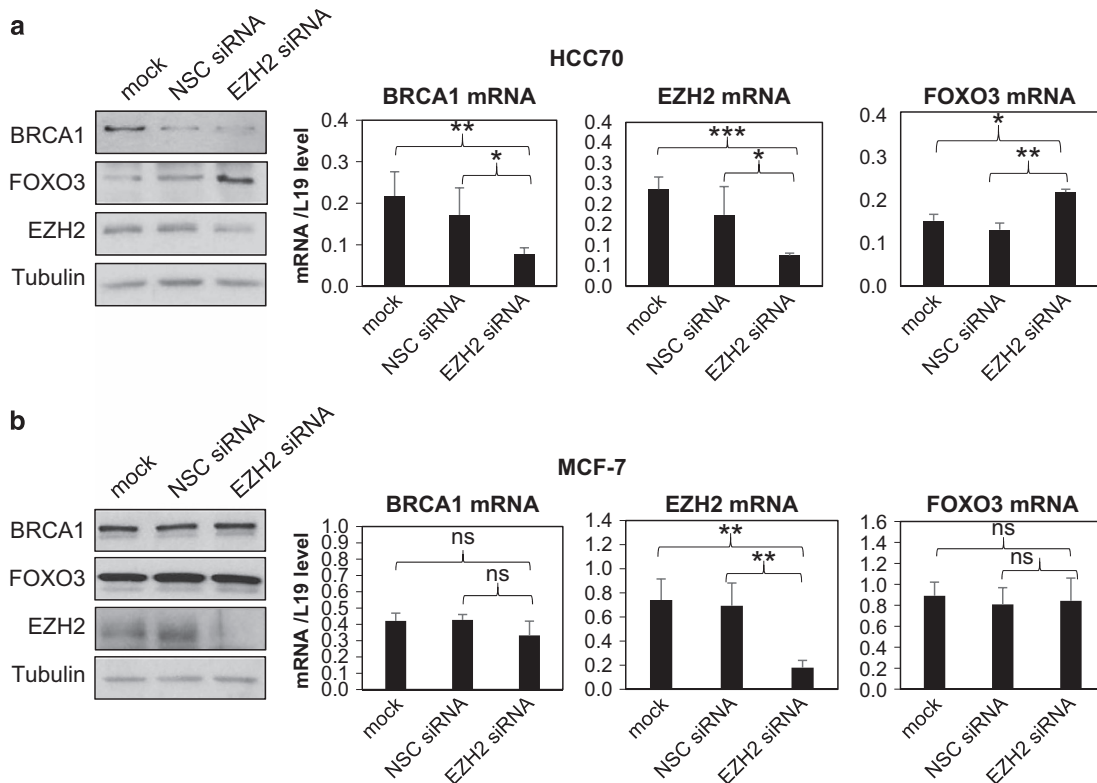 a
mock
NSC siRNA
EZH2 siRNA
BRCA1
FOXO3
EZH2
Tubulin
HCC70
BRCA1 mRNA
mRNA /L19 level
0.4
0.3
0.2
0.1
0.0
**
*
mock
NSC siRNA
EZH2 siRNA
EZH2 mRNA
0.4
0.4
0.3
0.3
0.2
0.2
0.1
0.1
0.0
***
*
mock
NSC siRNA
EZH2 siRNA
FOXO3 mRNA
0.4
0.3
0.2
0.1
0.0
*
**
mock
NSC siRNA
EZH2 siRNA
b
mock
NSC siRNA
EZH2 siRNA
BRCA1
FOXO3
EZH2
Tubulin
MCF-7
BRCA1 mRNA
mRNA /L19 level
1.0
0.9
0.8
0.7
0.6
0.5
0.4
0.3
0.2
0.1
0.0
ns
ns
mock
NSC siRNA
EZH2 siRNA
EZH2 mRNA
1.4
1.2
1.0
0.8
0.6
0.4
0.2
0.0
**
**
mock
NSC siRNA
EZH2 siRNA
FOXO3 mRNA
1.6
1.4
1.2
1.0
0.8
0.6
0.4
0.2
0.0
ns
ns
mock
NSC siRNA
EZH2 siRNA